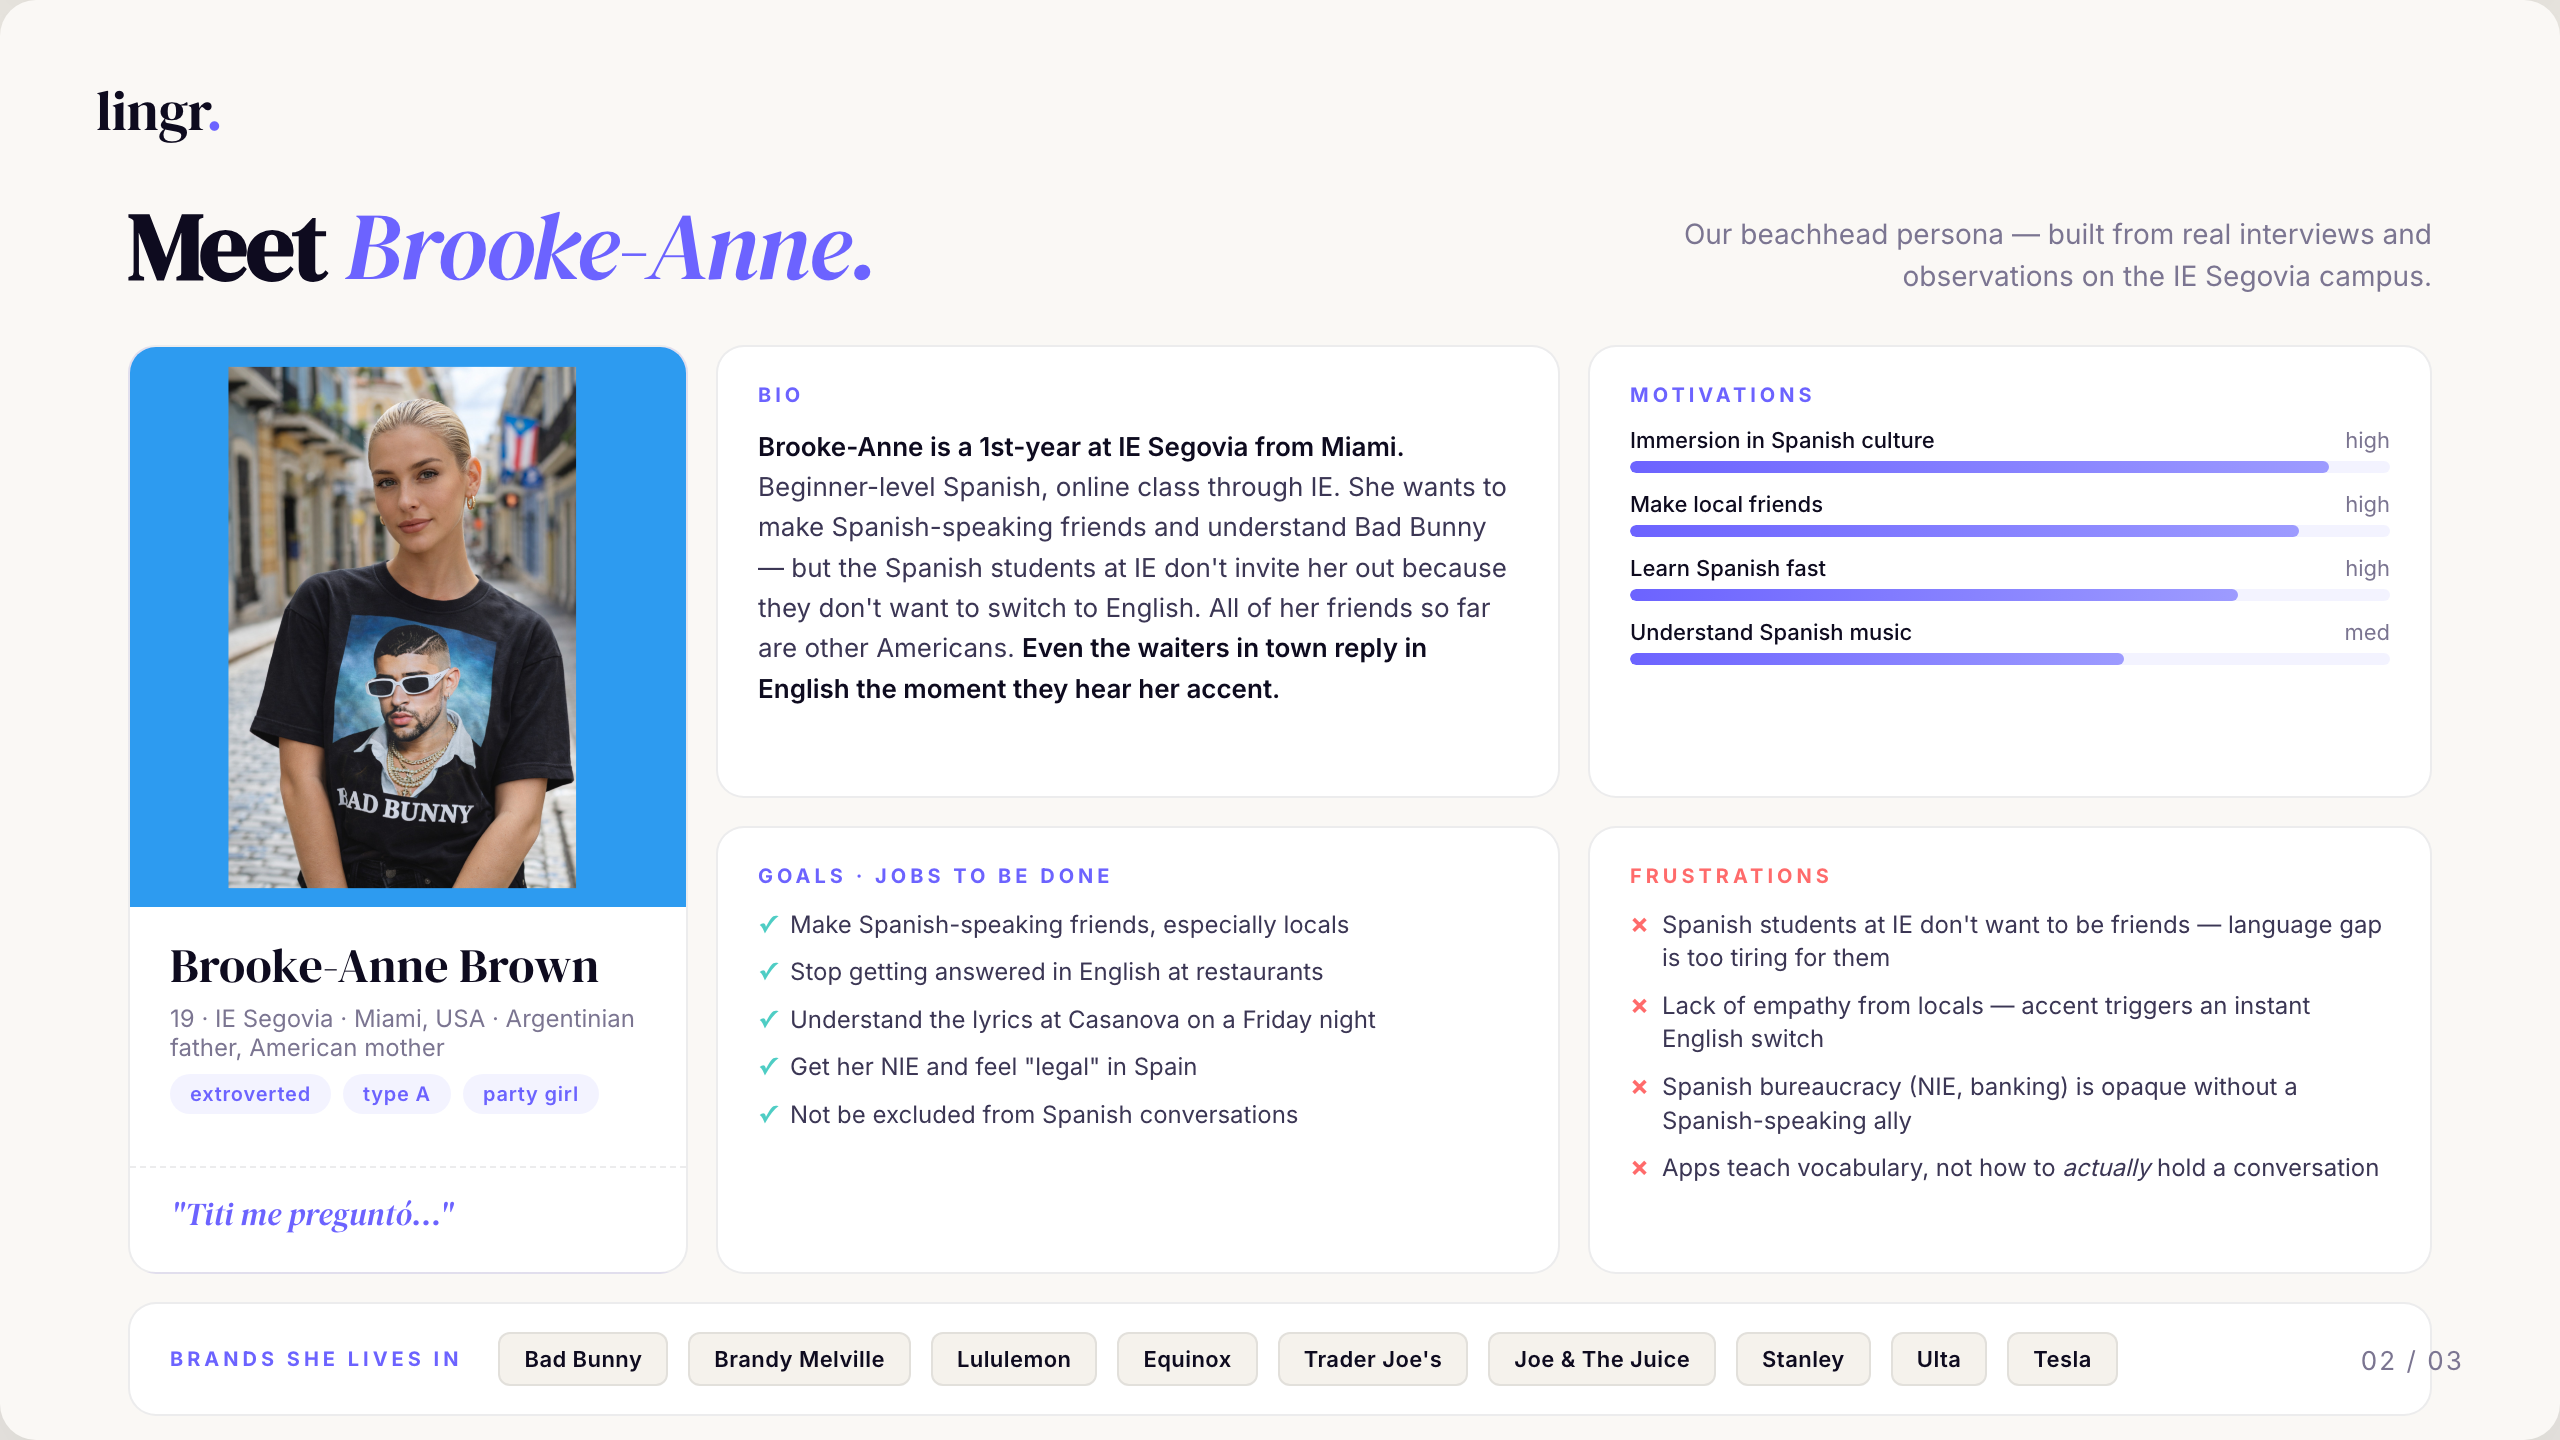 lingr.
Meet Brooke-Anne.
Our beachhead persona — built from real interviews and
observations on the IE Segovia campus.
BAD BUNNY
Brooke-Anne Brown
19 · IE Segovia · Miami, USA · Argentinian
father, American mother
extroverted
type A
party girl
"Titi me preguntó..."
BIO
Brooke-Anne is a 1st-year at IE Segovia from Miami.
Beginner-level Spanish, online class through IE. She wants to
make Spanish-speaking friends and understand Bad Bunny
— but the Spanish students at IE don't invite her out because
they don't want to switch to English. All of her friends so far
are other Americans. Even the waiters in town reply in
English the moment they hear her accent.
MOTIVATIONS
Immersion in Spanish culture high
Make local friends high
Learn Spanish fast high
Understand Spanish music med
GOALS · JOBS TO BE DONE
✓ Make Spanish-speaking friends, especially locals
✓ Stop getting answered in English at restaurants
✓ Understand the lyrics at Casanova on a Friday night
✓ Get her NIE and feel "legal" in Spain
✓ Not be excluded from Spanish conversations
FRUSTRATIONS
× Spanish students at IE don't want to be friends — language gap
is too tiring for them
× Lack of empathy from locals — accent triggers an instant
English switch
× Spanish bureaucracy (NIE, banking) is opaque without a
Spanish-speaking ally
× Apps teach vocabulary, not how to actually hold a conversation
BRANDS SHE LIVES IN
Bad Bunny
Brandy Melville
Lululemon
Equinox
Trader Joe's
Joe & The Juice
Stanley
Ulta
Tesla
02 / 03